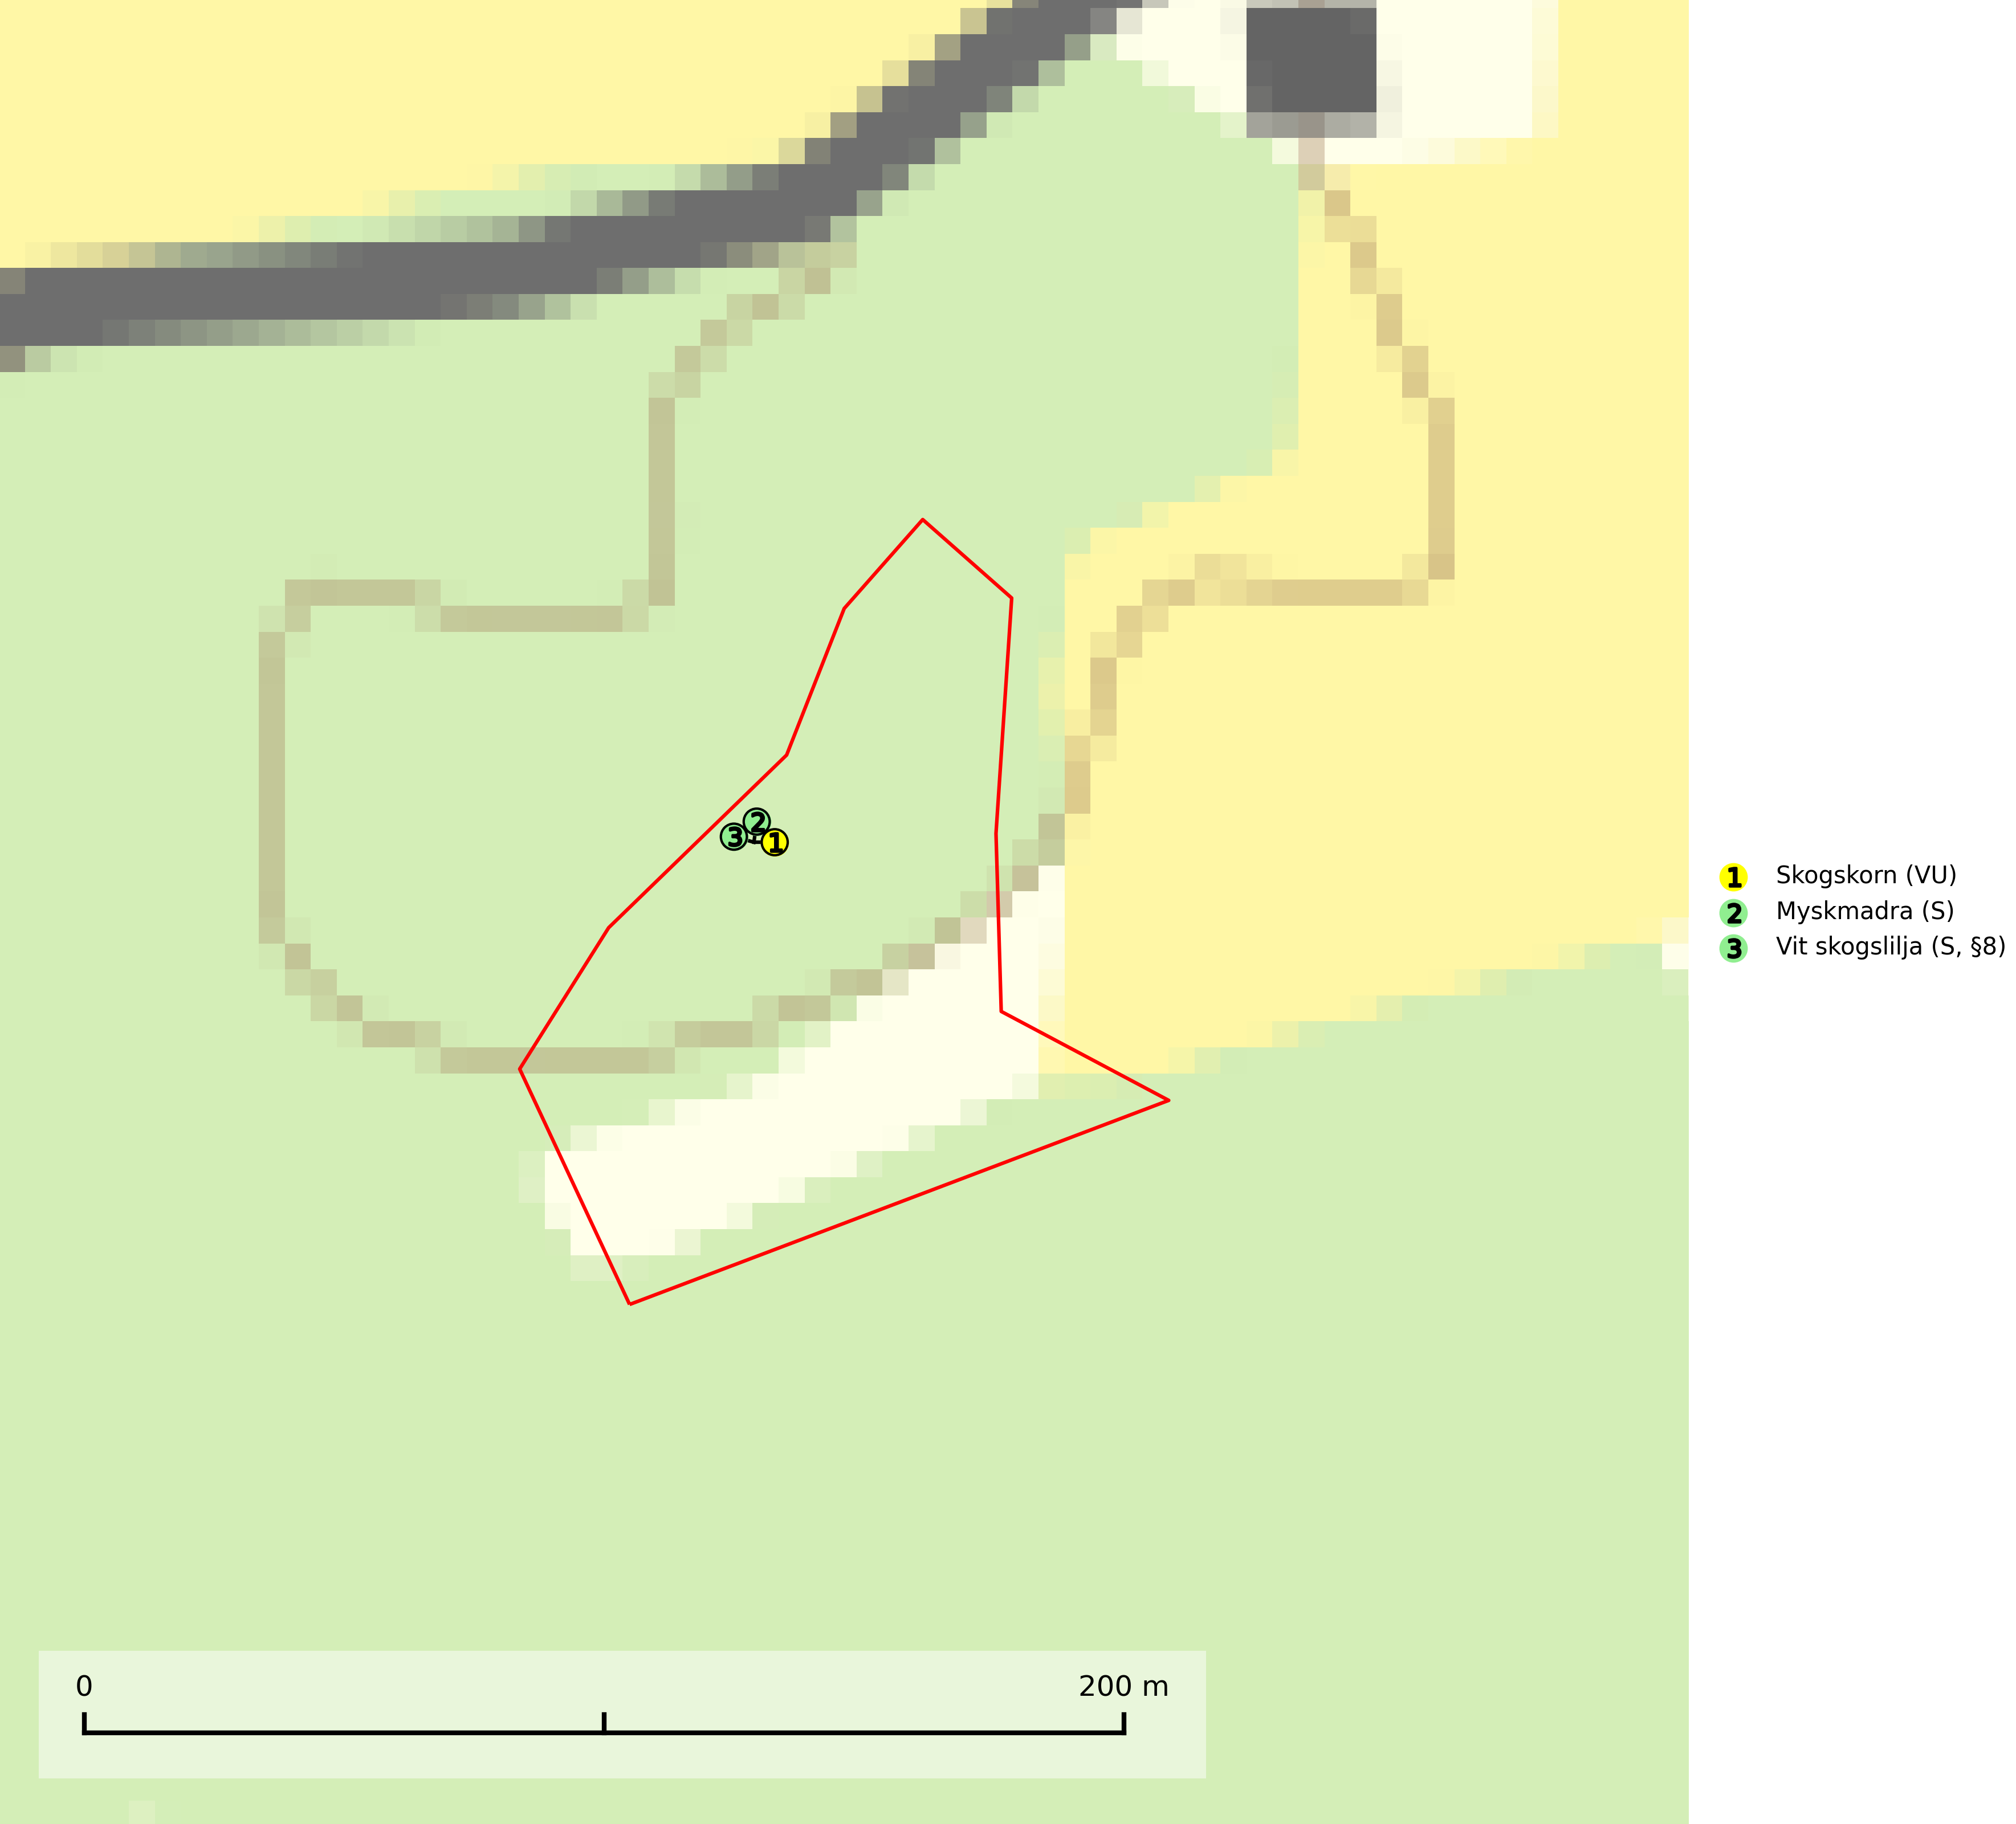 2
3
1
1 Skogskorn (VU)
2 Myskmadra (S)
3 Vit skogslilja (S, §8)
0 200 m